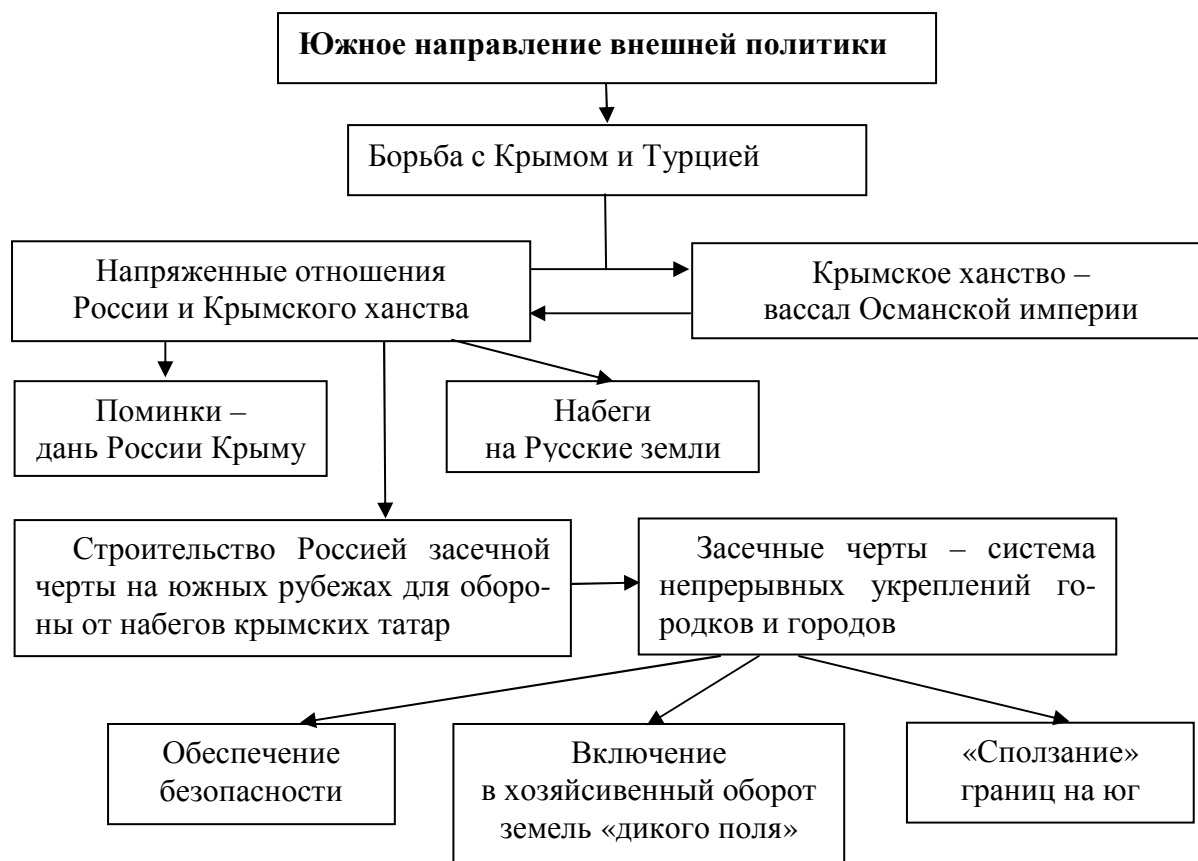 Южное направление внешней политики
Борьба с Крымом и Турцией
Напряженные отношения
России и Крымского ханства
Крымское ханство –
вассал Османской империи
Поминки –
дань России Крыму
Набеги
на Русские земли
Строительство Россией засечной
черты на южных рубежах для оборо-
ны от набегов крымских татар
Засечные черты – система
непрерывных укреплений го-
родков и городов
Обеспечение
безопасности
Включение
в хозяйсивенный оборот
земель «дикого поля»
«Сползание»
границ на юг